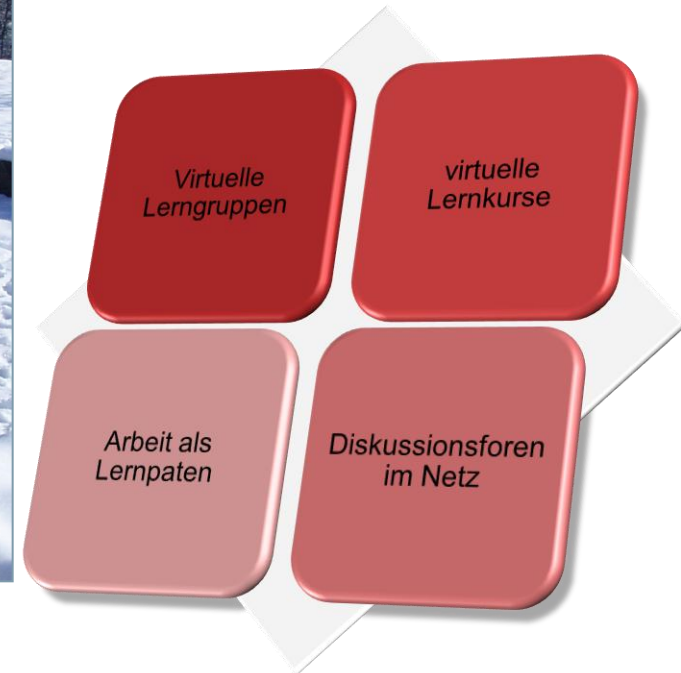 Virtuelle
Lerngruppen
virtuelle
Lernkurse
Arbeit als
Lernpaten
Diskussionsforen
im Netz